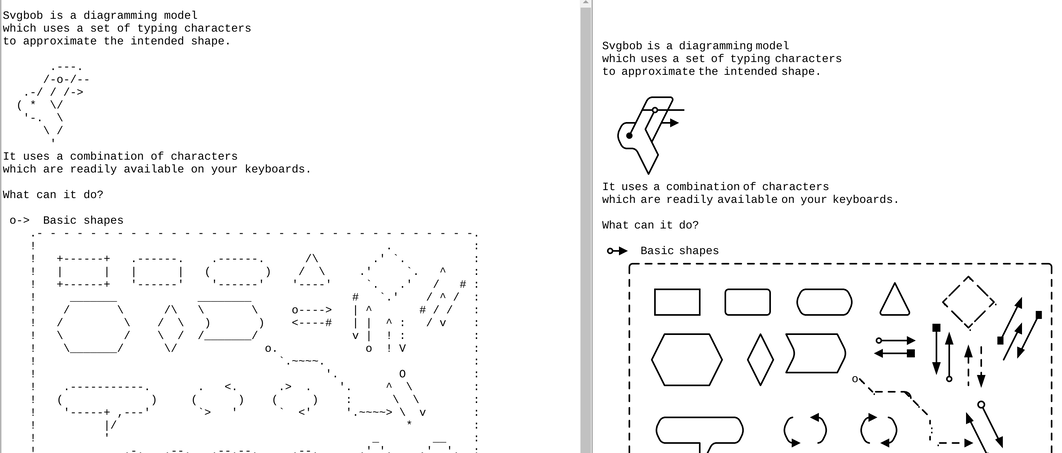 Svgbob is a diagramming model
which uses a set of typing characters
to approximate the intended shape.
It uses a combination of characters
which are readily available on your keyboards.
What can it do?
o-> Basic shapes
Svgbob is a diagramming model
which uses a set of typing characters
to approximate the intended shape.
It uses a combination of characters
which are readily available on your keyboards.
What can it do?
Basic shapes